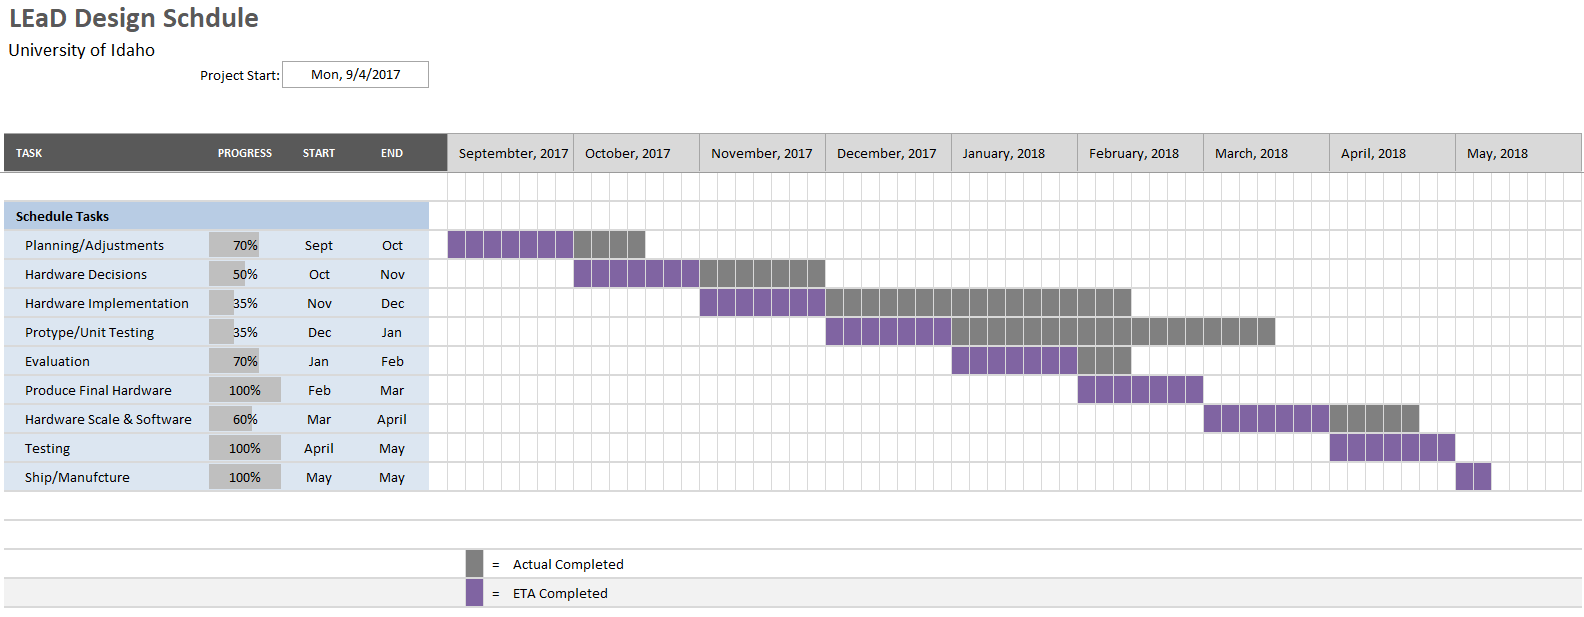 LEaD Design Schdule
University of Idaho
Project Start: Mon, 9/4/2017
TASK PROGRESS START END Septembter, 2017 October, 2017 November, 2017 December, 2017 January, 2018 February, 2018 March, 2018 April, 2018 May, 2018
Schedule Tasks
Planning/Adjustments 70% Sept Oct
Hardware Decisions 50% Oct Nov
Hardware Implementation 35% Nov Dec
Protype/Unit Testing 35% Dec Jan
Evaluation 70% Jan Feb
Produce Final Hardware 100% Feb Mar
Hardware Scale & Software 60% Mar April
Testing 100% April May
Ship/Manufcture 100% May May
= Actual Completed
= ETA Completed